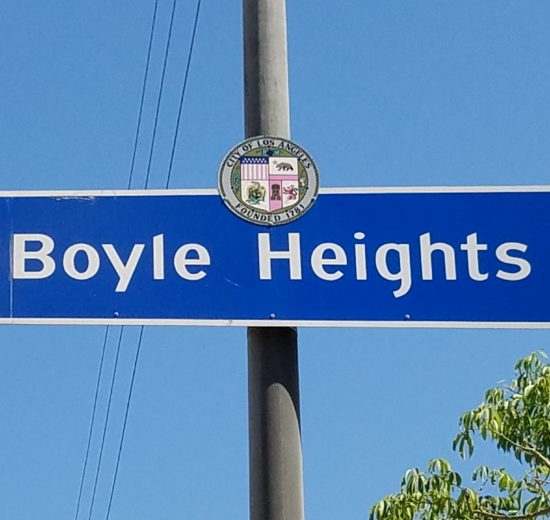 CITY OF LOS ANGELES
FOUNDED 1781
Boyle Heights